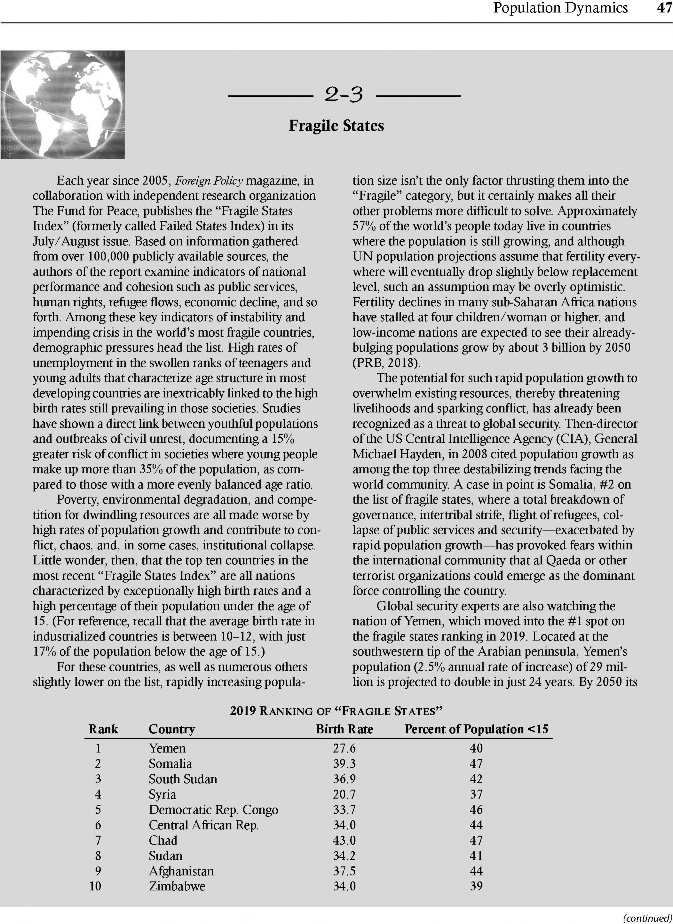 Population Dynamics 47
2-3
Fragile States
Each year since 2005, Foreign Policy magazine, in
collaboration with independent research organization
The Fund for Peace, publishes the “Fragile States
Index” (formerly called Failed States Index) in its
July/August issue. Based on information gathered
from over 100,000 publicly available sources, the
authors of the report examine indicators of national
performance and cohesion such as public services,
human rights, refugee flows, economic decline, and so
forth. Among these key indicators of instability and
impending crisis in the world’s most fragile countries,
demographic pressures head the list. High rates of
unemployment in the swollen ranks of teenagers and
young adults that characterize age structure in most
developing countries are inextricably linked to the high
birth rates still prevailing in those societies. Studies
have shown a direct link between youthful populations
and outbreaks of civil unrest, documenting a 15%
greater risk of conflict in societies where young people
make up more than 35% of the population, as com-
pared to those with a more evenly balanced age ratio.
Poverty, environmental degradation, and compe-
tition for dwindling resources are all made worse by
high rates of population growth and contribute to con-
flict, chaos, and, in some cases, institutional collapse.
Little wonder, then, that the top ten countries in the
most recent “Fragile States Index” are all nations
characterized by exceptionally high birth rates and a
high percentage of their population under the age of
15. (For reference, recall that the average birth rate in
industrialized countries is between 10–12, with just
17% of the population below the age of 15.)
For these countries, as well as numerous others
slightly lower on the list, rapidly increasing popula-
tion size isn’t the only factor thrusting them into the
“Fragile” category, but it certainly makes all their
other problems more difficult to solve. Approximately
57% of the world’s people today live in countries
where the population is still growing, and although
UN population projections assume that fertility every-
where will eventually drop slightly below replacement
level, such an assumption may be overly optimistic.
Fertility declines in many sub-Saharan Africa nations
have stalled at four children/woman or higher, and
low-income nations are expected to see their already-
bulging populations grow by about 3 billion by 2050
(PRB, 2018).
The potential for such rapid population growth to
overwhelm existing resources, thereby threatening
livelihoods and sparking conflict, has already been
recognized as a threat to global security. Then-director
of the US Central Intelligence Agency (CIA), General
Michael Hayden, in 2008 cited population growth as
among the top three destabilizing trends facing the
world community. A case in point is Somalia, #2 on
the list of fragile states, where a total breakdown of
governance, intertribal strife, flight of refugees, col-
lapse of public services and security—exacerbated by
rapid population growth—has provoked fears within
the international community that al Qaeda or other
terrorist organizations could emerge as the dominant
force controlling the country.
Global security experts are also watching the
nation of Yemen, which moved into the #1 spot on
the fragile states ranking in 2019. Located at the
southwestern tip of the Arabian peninsula, Yemen’s
population (2.5% annual rate of increase) of 29 mil-
lion is projected to double in just 24 years. By 2050 its
2019 RANKING OF “FRAGILE STATES”
Rank Country Birth Rate Percent of Population <15
1 Yemen 27.6 40
2 Somalia 39.3 47
3 South Sudan 36.9 42
4 Syria 20.7 37
5 Democratic Rep. Congo 33.7 46
6 Central African Rep. 34.0 44
7 Chad 43.0 47
8 Sudan 34.2 41
9 Afghanistan 37.5 44
10 Zimbabwe 34.0 39
(continued)